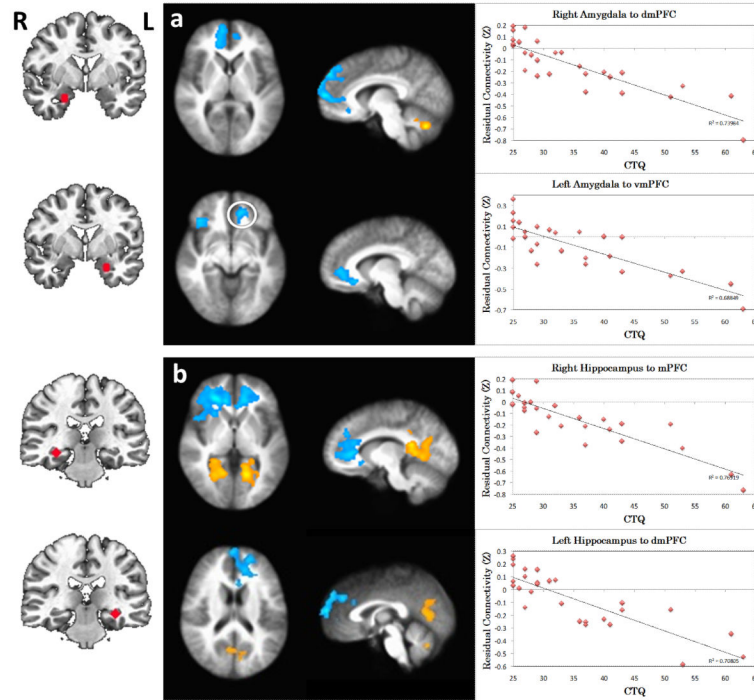 R
L
a
Right Amygdala to dmPFC
Residual Connectivity (Z)
0.2
0.1
0
-0.1
-0.2
-0.3
-0.4
-0.5
-0.6
-0.7
-0.8
R² = 0.77984
25 30 35 40 45 50 55 60 65
CTQ
Left Amygdala to vmPFC
Residual Connectivity (Z)
0.3
0.1
-0.1
-0.3
-0.5
-0.7
R² = 0.68848
25 30 35 40 45 50 55 60 65
CTQ
b
Right Hippocampus to mPFC
Residual Connectivity (Z)
0.2
0.1
0
-0.1
-0.2
-0.3
-0.4
-0.5
-0.6
-0.7
-0.8
R² = 0.76519
25 30 35 40 45 50 55 60
CTQ
Left Hippocampus to dmPFC
Residual Connectivity (Z)
0.3
0.2
0.1
0
-0.1
-0.2
-0.3
-0.4
-0.5
-0.6
R² = 0.70805
25 30 35 40 45 50 55 60
CTQ